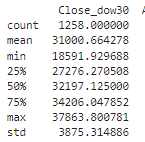 Close_dow30 A
count 1258.000000
mean 31000.664278
min 18591.929688
25% 27276.270508
50% 32197.125000
75% 34206.047852
max 37863.800781
std 3875.314886